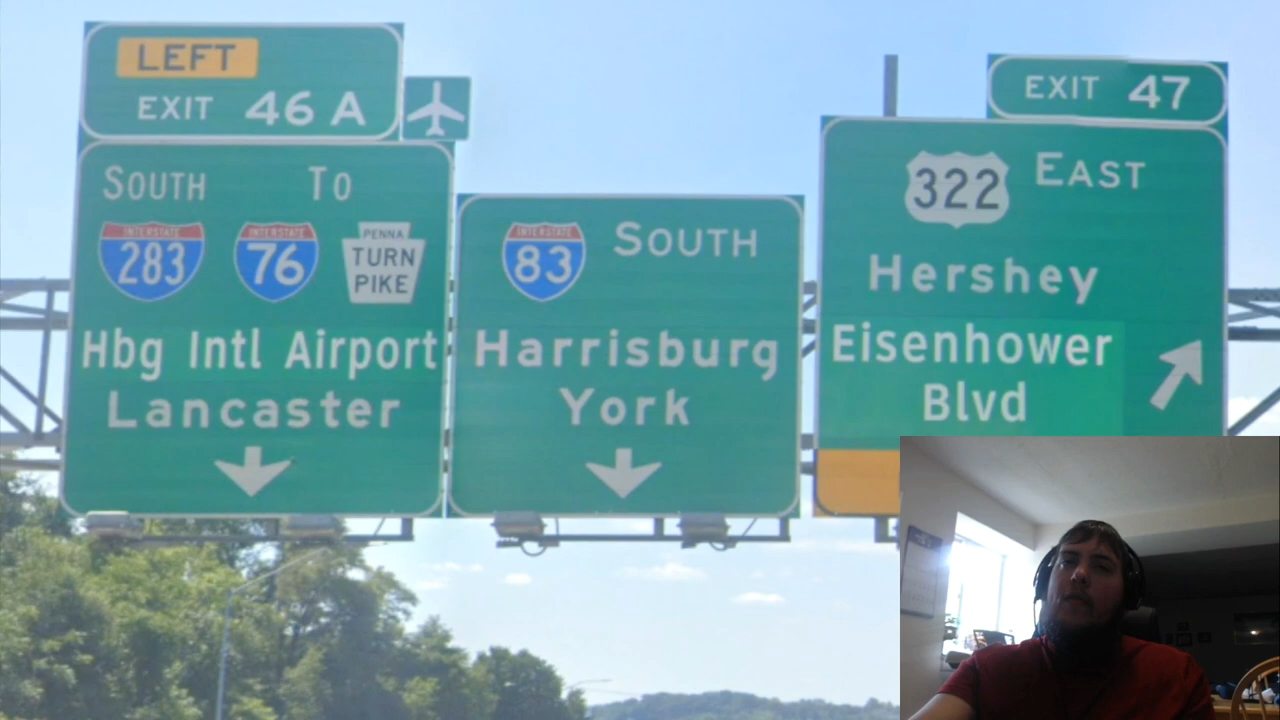 LEFT
EXIT 46 A
SOUTH TO
INTERSTATE 283 INTERSTATE 76 PENNA TURN PIKE
Hbg Intl Airport
Lancaster
INTERSTATE 83 SOUTH
Harrisburg
York
EXIT 47
322 EAST
Hershey
Eisenhower
Blvd